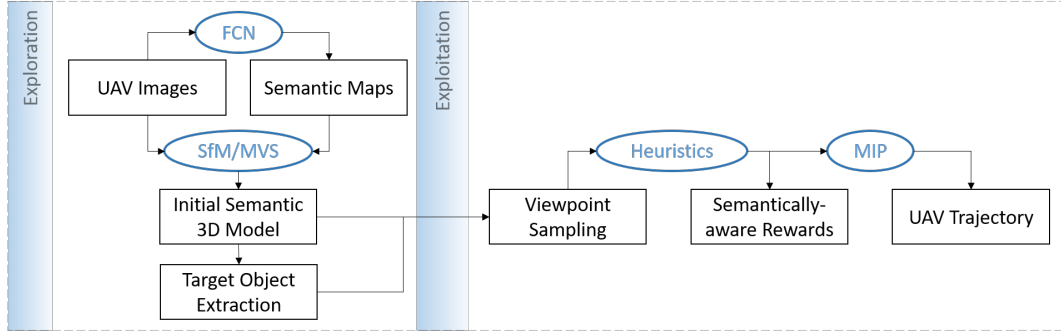 Exploration
FCN
UAV Images
Semantic Maps
SfM/MVS
Initial Semantic
3D Model
Target Object
Extraction
Exploitation
Heuristics
MIP
Viewpoint
Sampling
Semantically-
aware Rewards
UAV Trajectory